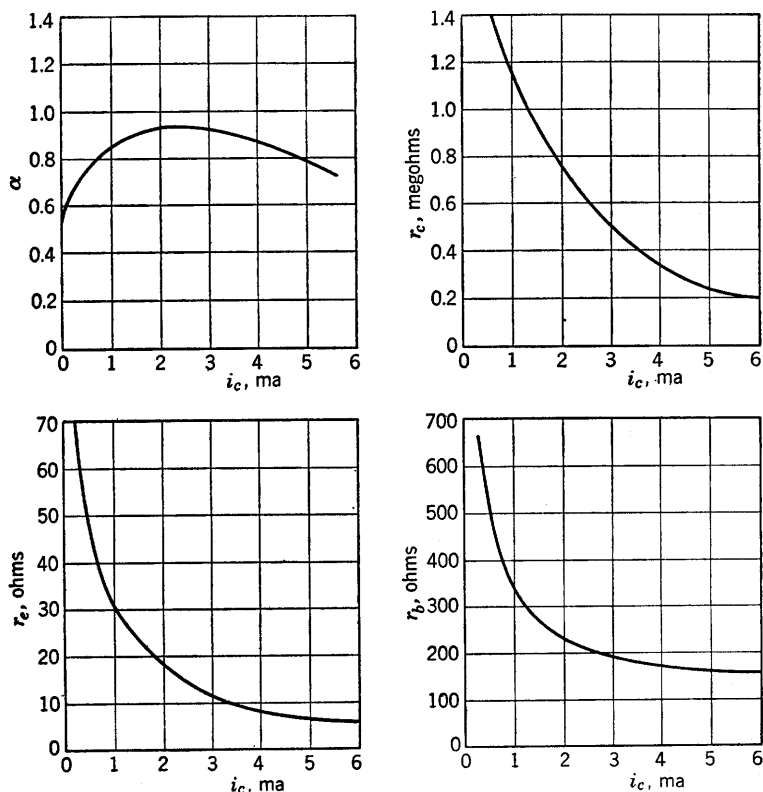 1.4
1.2
1.0
0.8
0.6
0.4
0.2
0
α
0 1 2 3 4 5 6
i_c, ma
1.4
1.2
1.0
0.8
0.6
0.4
0.2
0
r_c, megohms
0 1 2 3 4 5 6
i_c, ma
70
60
50
40
30
20
10
0
r_e, ohms
0 1 2 3 4 5 6
i_c, ma
700
600
500
400
300
200
100
0
r_b, ohms
0 1 2 3 4 5 6
i_c, ma